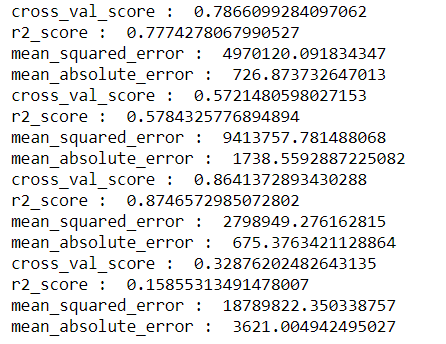 cross_val_score :  0.7866099284097062
r2_score :  0.7774278067990527
mean_squared_error :  4970120.091834347
mean_absolute_error :  726.873732647013
cross_val_score :  0.5721480598027153
r2_score :  0.5784325776894894
mean_squared_error :  9413757.781488068
mean_absolute_error :  1738.5592887225082
cross_val_score :  0.8641372893430288
r2_score :  0.8746572985072802
mean_squared_error :  2798949.276162815
mean_absolute_error :  675.3763421128864
cross_val_score :  0.32876202482643135
r2_score :  0.15855313491478007
mean_squared_error :  18789822.350338757
mean_absolute_error :  3621.004942495027